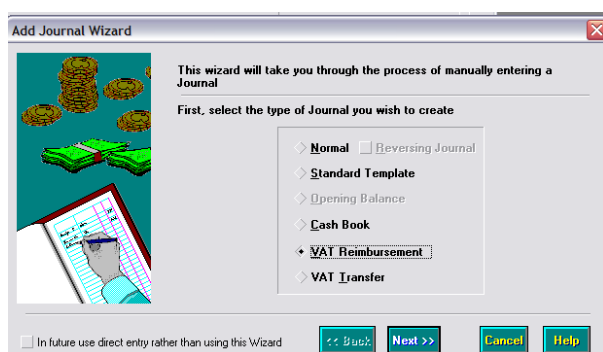 Add Journal Wizard
This wizard will take you through the process of manually entering a
Journal
First, select the type of Journal you wish to create
Normal Reversing Journal
Standard Template
Opening Balance
Cash Book
VAT Reimbursement
VAT Transfer
In future use direct entry rather than using this Wizard
<< Back Next >> Cancel Help